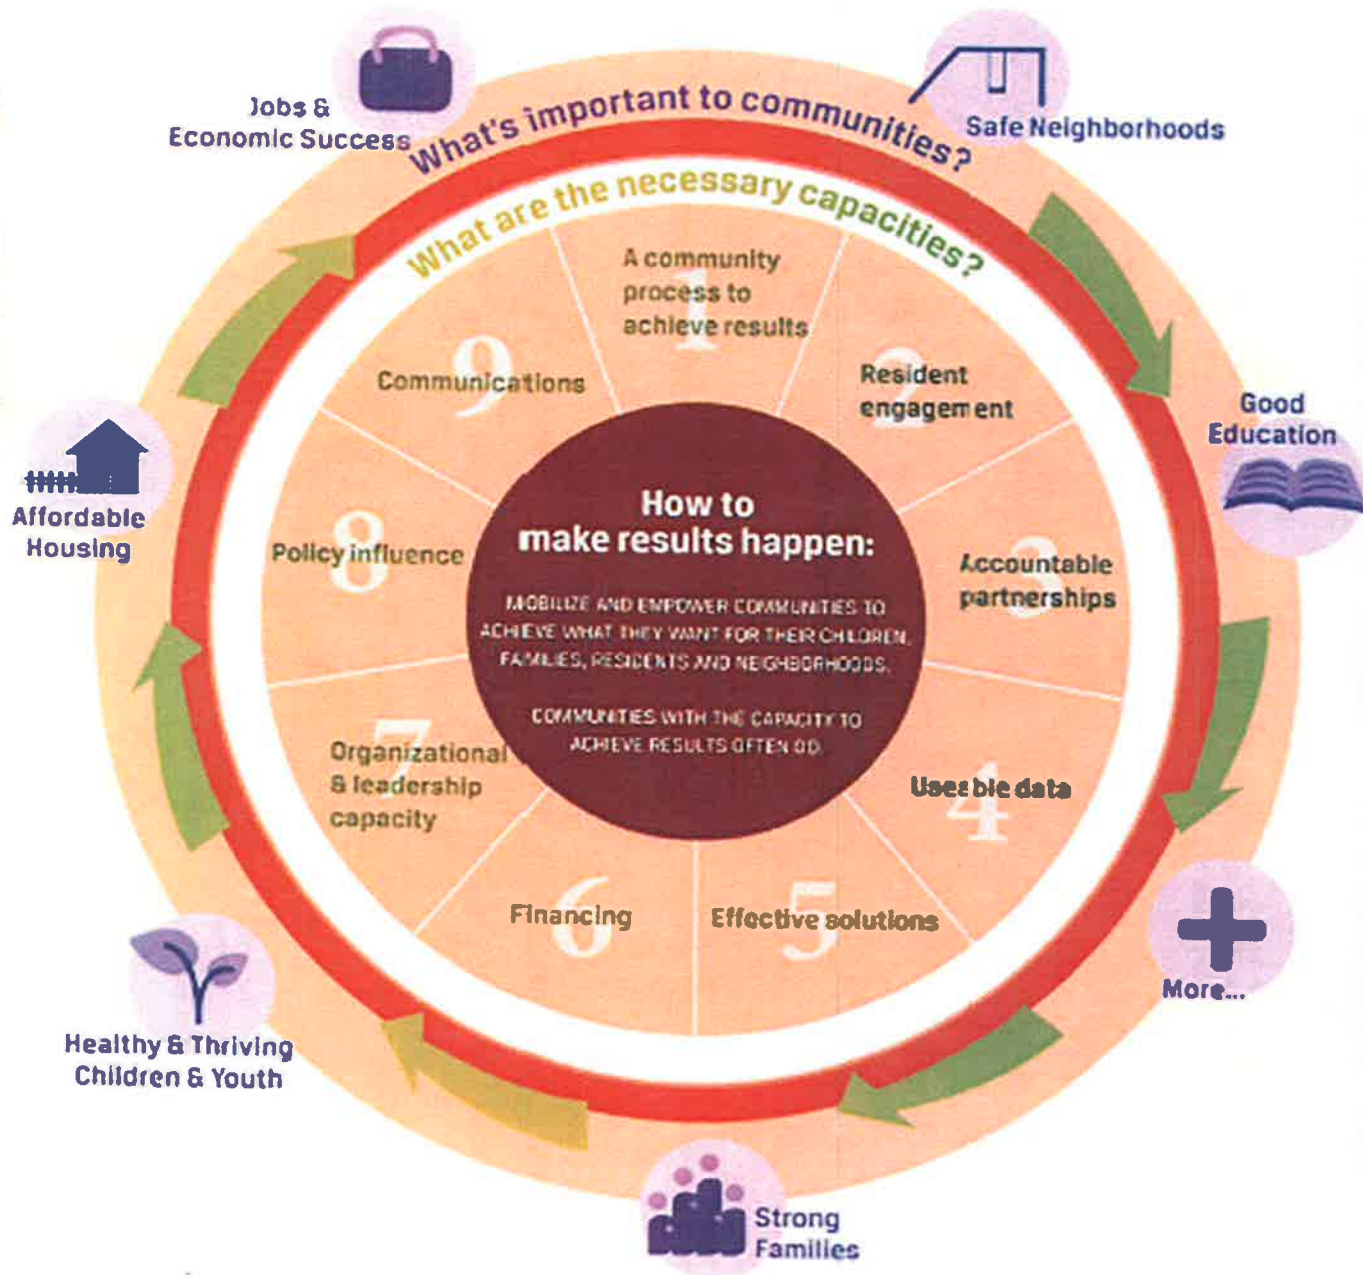 Jobs &
Economic Success
What's important to communities?
Safe Neighborhoods
What are the necessary capacities?
1
A community
process to
achieve results
2
Resident
engagement
Good
Education
3
Accountable
partnerships
4
Useable data
More...
5
Effective solutions
6
Financing
Strong
Families
7
Organizational
& leadership
capacity
Healthy & Thriving
Children & Youth
8
Policy influence
Affordable
Housing
9
Communications
How to
make results happen:
MOBILIZE AND EMPOWER COMMUNITIES TO
ACHIEVE WHAT THEY WANT FOR THEIR CHILDREN,
FAMILIES, RESIDENTS AND NEIGHBORHOODS.
COMMUNITIES WITH THE CAPACITY TO
ACHIEVE RESULTS OFTEN DO.